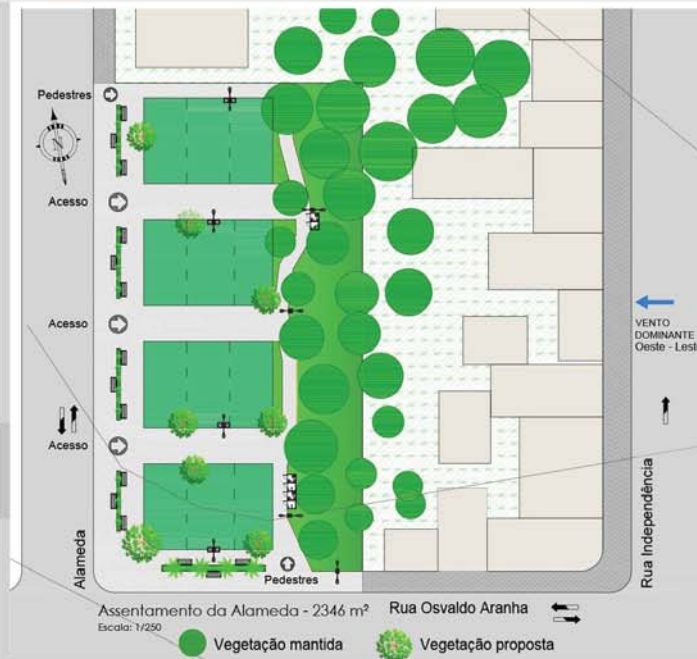 Pedestres
N
Acesso
Acesso
Acesso
VENTO
DOMINANTE
Oeste - Lest
Alameda
Rua Independência
Pedestres
Assentamento da Alameda - 2346 m²
Rua Osvaldo Aranha
Escala: 1/250
Vegetação mantida
Vegetação proposta